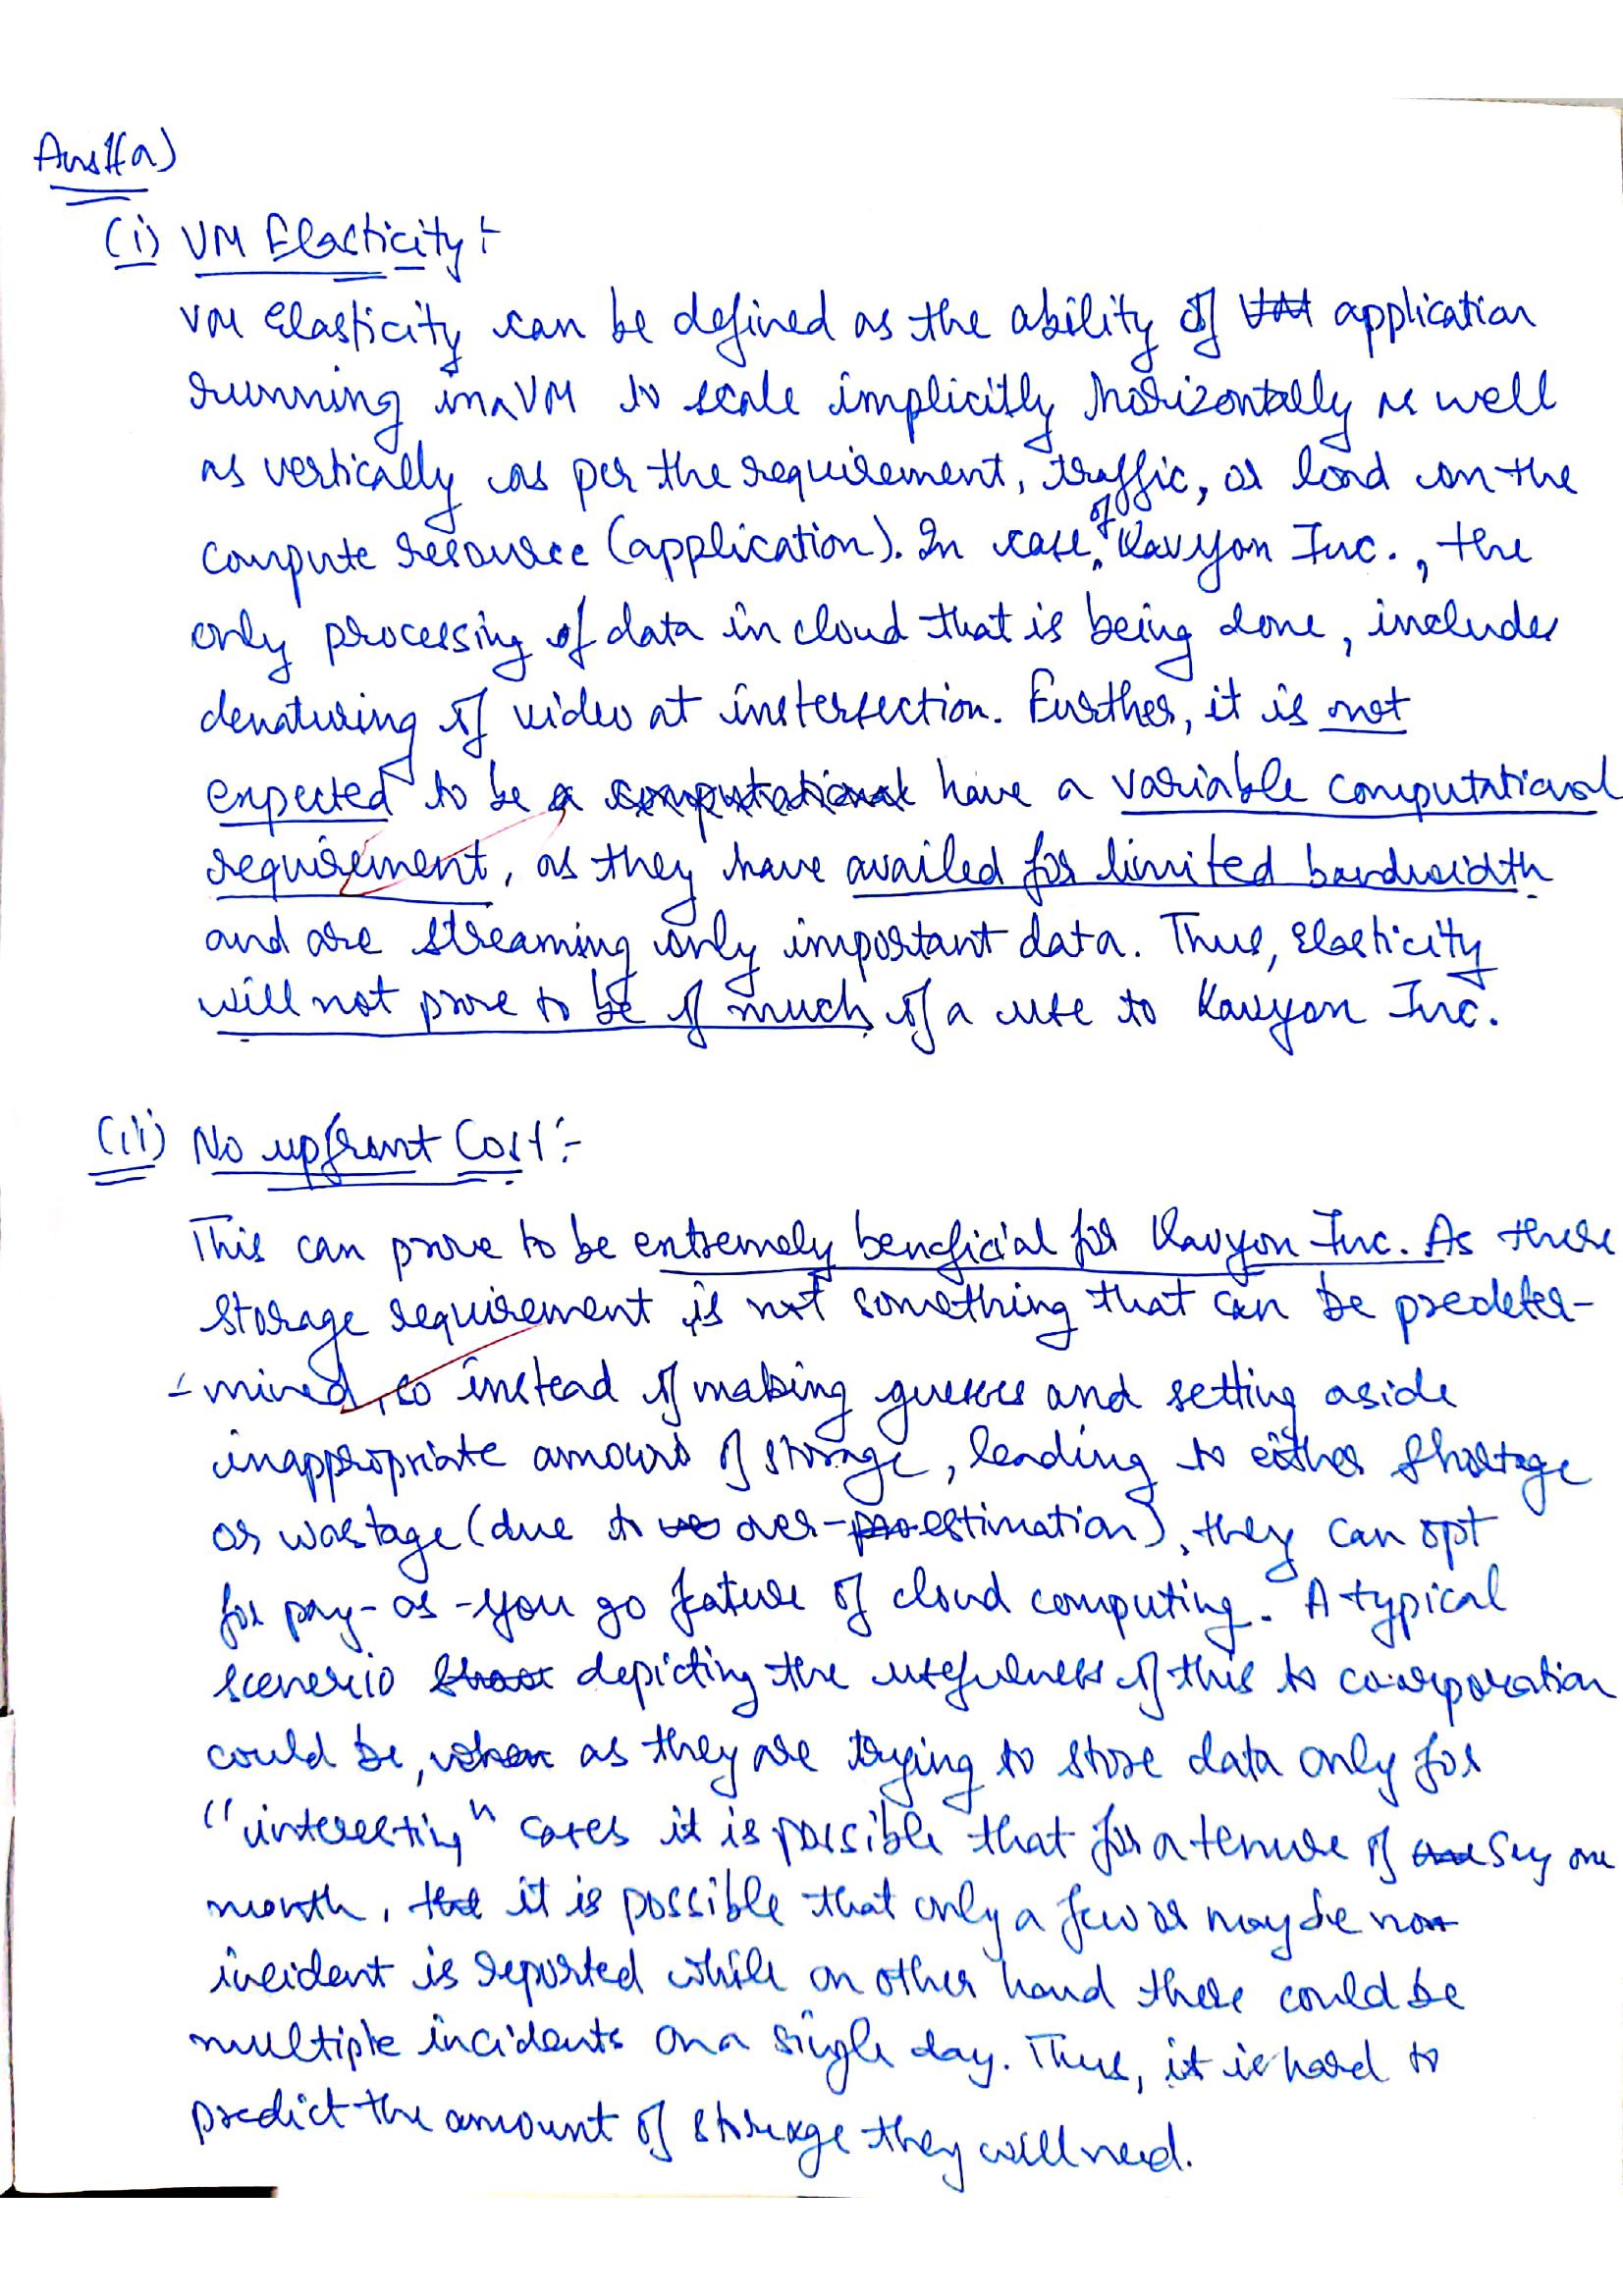 Ans1(a)
(i) VM Elasticity :-
VM Elasticity can be defined as the ability of application
running in a VM to scale implicitly horizontally as well
as vertically as per the requirement, traffic, or load on the
compute resource (application). In case of Kavyon Inc., the
only processing of data in cloud that is being done, includes
denaturing of video at instersection. Further, it is not
expected to be have a variable computational
requirement, as they have availed for limited bandwidth
and are streaming only important data. Thus, Elasticity
will not prove to be of much of a use to Kavyon Inc.
(ii) No upfront Cost :-
This can prove to be extremely beneficial for Kavyon Inc. As there
storage requirement is not something that can be predeter-
-mined, so instead of making guesses and setting aside
inappropriate amount of storage, leading to either shortage
or wastage (due to over-estimation), they can opt
for pay-as-you go feature of cloud computing. A typical
scenerio depicting the usefulness of this to co-orporation
could be, as they are trying to store data only for
"interesting" cases it is possible that for a tenure of say one
month, it is possible that only a few or maybe no
incident is reported while on other hand there could be
multiple incidents on a single day. Thus, it is hard to
predict the amount of storage they will need.